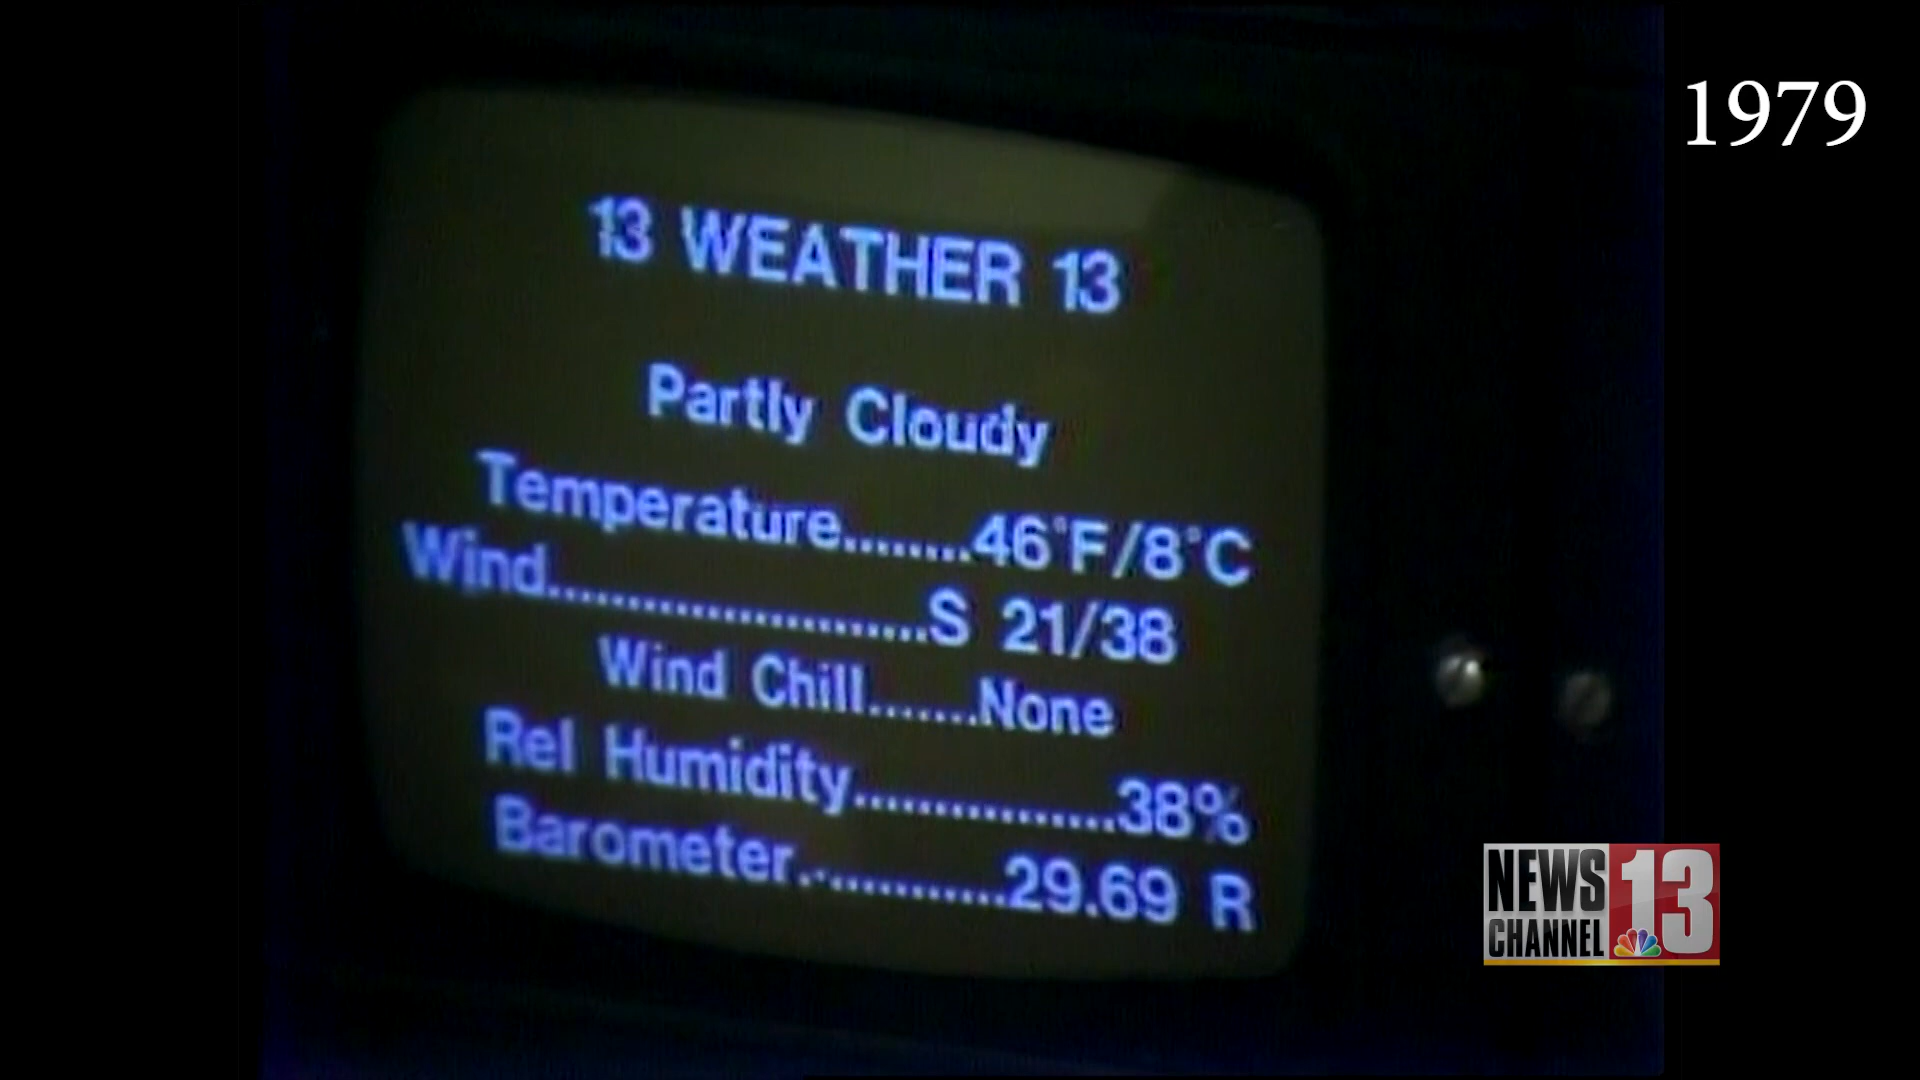 1979
13 WEATHER 13
Partly Cloudy
Temperature........46°F/8°C
Wind......................S 21/38
Wind Chill.......None
Rel Humidity................38%
Barometer.............29.69 R
NEWS
CHANNEL
13